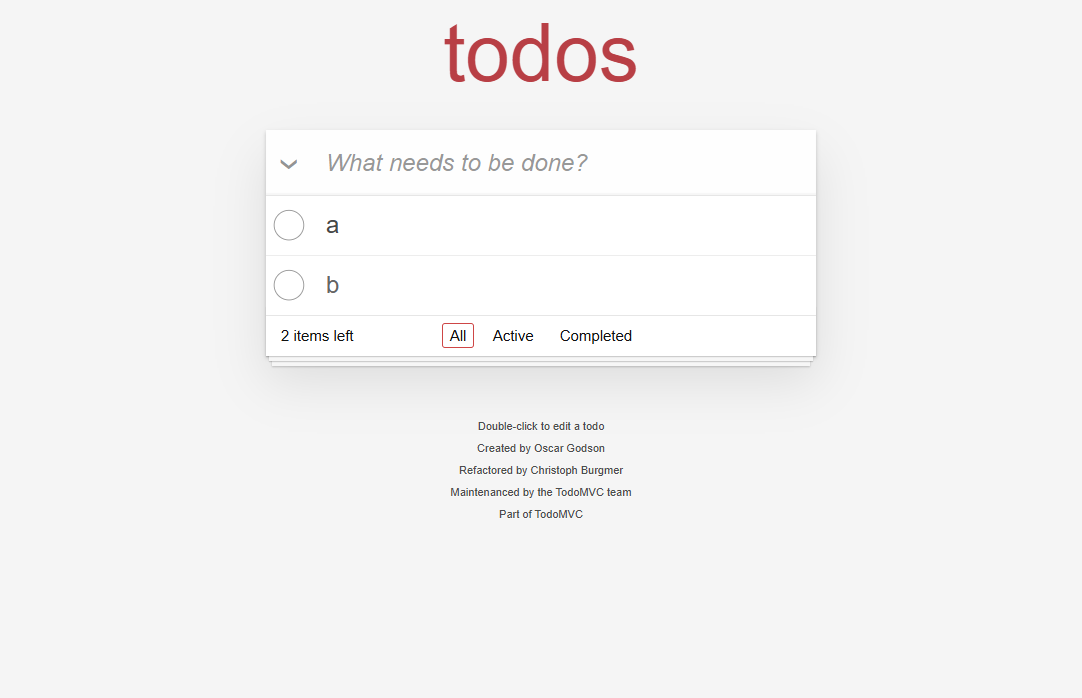 todos
What needs to be done?
a
b
2 items left All Active Completed
Double-click to edit a todo
Created by Oscar Godson
Refactored by Christoph Burgmer
Maintenanced by the TodoMVC team
Part of TodoMVC